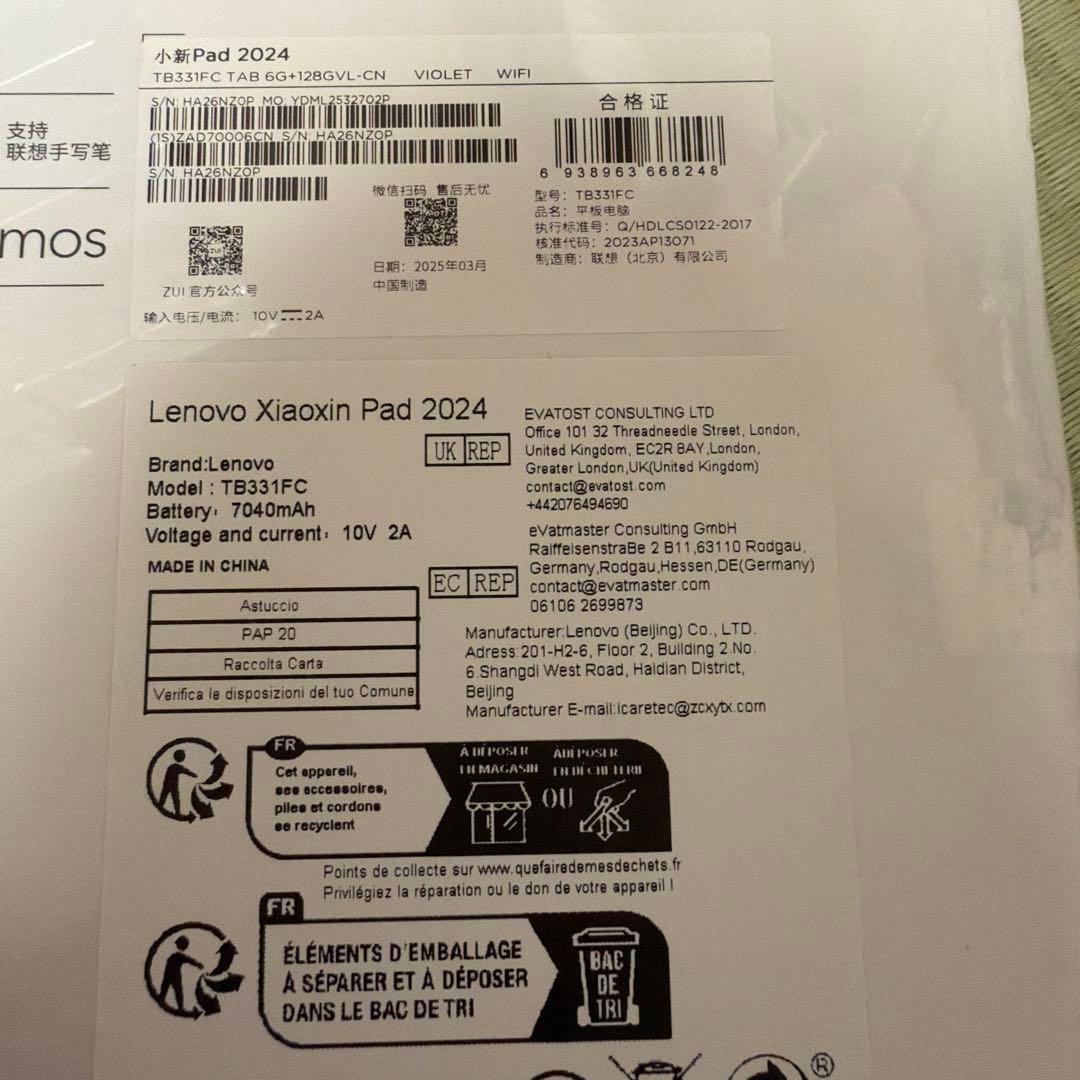 小新Pad 2024
TB331FC TAB 6G+128GVL-CN VIOLET WIFI
S/N: HA26NZ0P MO: YDML2532702P
(1S)ZAD70006CN S/N: HA26NZ0P
S/N: HA26NZ0P
微信扫码 售后无忧
ZUI
ZUI 官方公众号
日期：2025年03月
中国制造
输入电压/电流： 10V 2A
合格证
6 938963 668248
型号：TB331FC
品名：平板电脑
执行标准号：Q/HDLCS0122-2017
核准代码：2023AP13071
制造商：联想（北京）有限公司
支持
联想手写笔
mos
Lenovo Xiaoxin Pad 2024
Brand:Lenovo
Model : TB331FC
Battery: 7040mAh
Voltage and current: 10V 2A
MADE IN CHINA
Astuccio
PAP 20
Raccolta Carta
Verifica le disposizioni del tuo Comune
UK REP
EVATOST CONSULTING LTD
Office 101 32 Threadneedle Street, London,
United Kingdom, EC2R 8AY,London,
Greater London,UK(United Kingdom)
contact@evatost.com
+442076494690
EC REP
eVatmaster Consulting GmbH
RaiffeisenstraBe 2 B11,63110 Rodgau,
Germany,Rodgau,Hessen,DE(Germany)
contact@evatmaster.com
06106 2699873
Manufacturer:Lenovo (Beijing) Co., LTD.
Adress:201-H2-6, Floor 2, Building 2.No.
6.Shangdi West Road, Haidian District,
Beijing
Manufacturer E-mail:icaretec@zcxytx.com
FR
Cet appareil,
ses accessoires,
piles et cordons
se recyclent
À DÉPOSER
EN MAGASIN
OU
À DÉPOSER
EN DÉCHÈTERIE
Points de collecte sur www.quefairedemesdechets.fr
Privilégiez la réparation ou le don de votre appareil !
FR
ÉLÉMENTS D'EMBALLAGE
À SÉPARER ET À DÉPOSER
DANS LE BAC DE TRI
BAC
DE
TRI
®